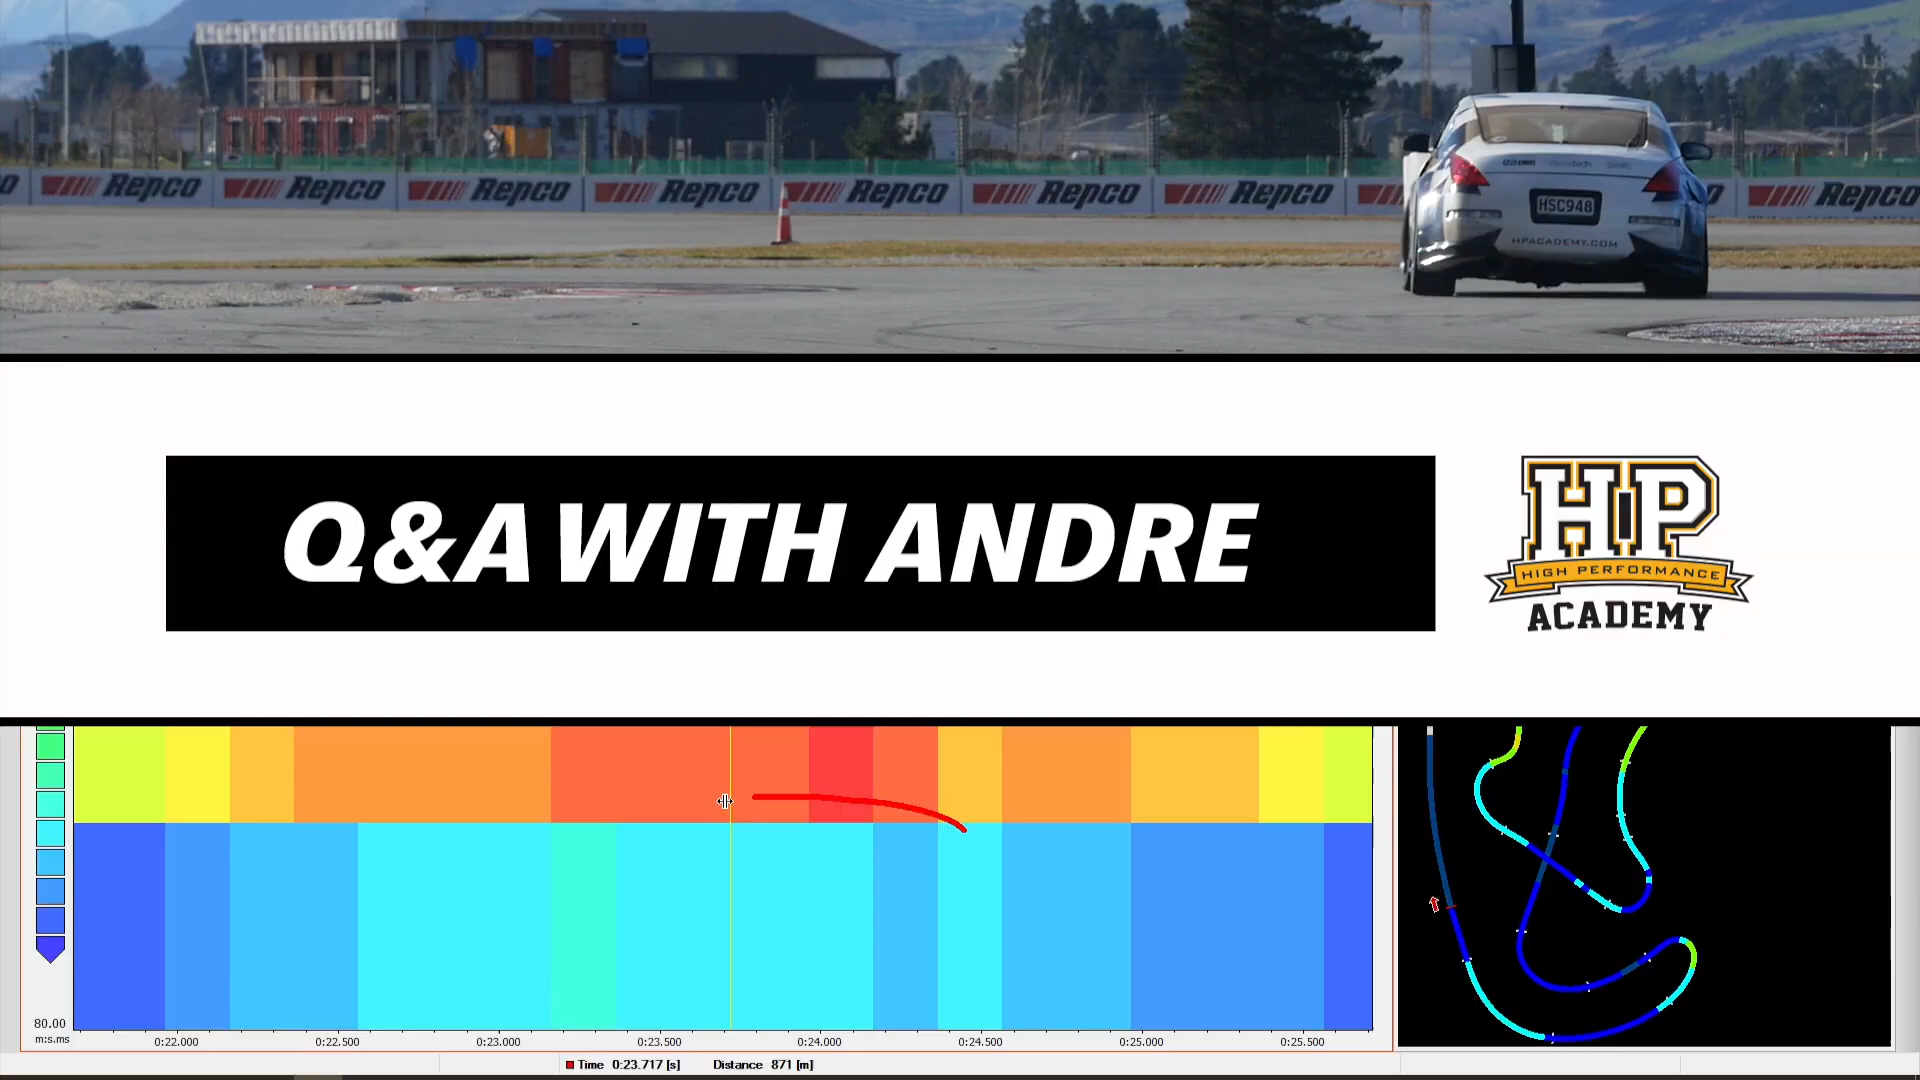 Repco Repco Repco Repco Repco Repco Repco Repco
HSC948
HPACADEMY.COM
Q&A WITH ANDRE
HP
HIGH PERFORMANCE
ACADEMY
80.00
m:s.ms
0:22.000 0:22.500 0:23.000 0:23.500 0:24.000 0:24.500 0:25.000 0:25.500
Time 0:23.717 [s] Distance 871 [m]